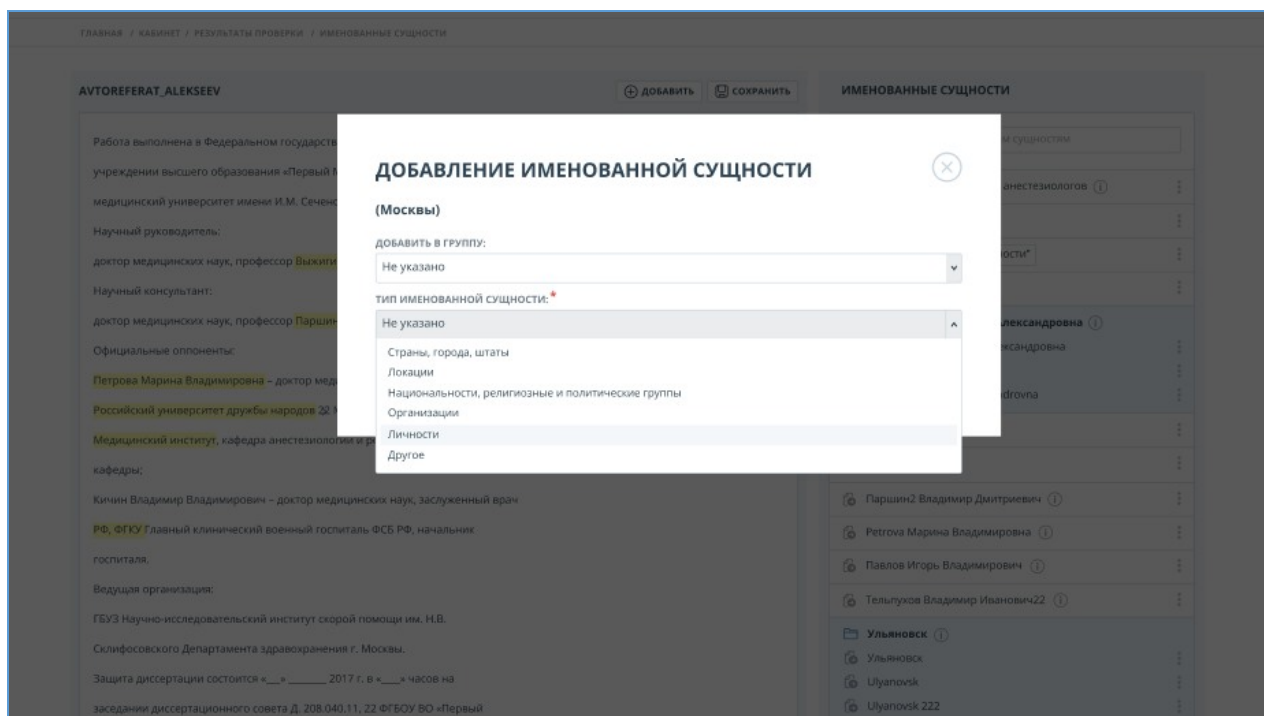 ГЛАВНАЯ / КАБИНЕТ / РЕЗУЛЬТАТЫ ПРОВЕРКИ / ИМЕНОВАННЫЕ СУЩНОСТИ
AVTOREFERAT_ALEKSEEV
ДОБАВИТЬ
СОХРАНИТЬ
Работа выполнена в Федеральном государств
учреждении высшего образования «Первый М
медицинский университет имени И.М. Сечено
Научный руководитель:
доктор медицинских наук, профессор Выжиги
Научный консультант:
доктор медицинских наук, профессор Паршин
Официальные оппоненты:
Петрова Марина Владимировна – доктор мед
Российский университет дружбы народов 22 М
Медицинский институт, кафедра анестезиологии и р
кафедры;
Кичин Владимир Владимирович – доктор медицинских наук, заслуженный врач
РФ, ФГКУ Главный клинический военный госпиталь ФСБ РФ, начальник
госпиталя.
Ведущая организация:
ГБУЗ Научно-исследовательский институт скорой помощи им. Н.В.
Склифосовского Департамента здравоохранения г. Москвы.
Защита диссертации состоится «__» _______ 2017 г. в «___» часов на
заседании диссертационного совета Д. 208.040.11, 22 ФГБОУ ВО «Первый
ДОБАВЛЕНИЕ ИМЕНОВАННОЙ СУЩНОСТИ
(Москвы)
ДОБАВИТЬ В ГРУППУ:
Не указано
ТИП ИМЕНОВАННОЙ СУЩНОСТИ:*
Не указано
Страны, города, штаты
Локации
Национальности, религиозные и политические группы
Организации
Личности
Другое
ИМЕНОВАННЫЕ СУЩНОСТИ
м сущностям
анестезиологов
ости"
лександровна
ександровна
drovna
Паршин2 Владимир Дмитриевич
Petrova Марина Владимировна
Павлов Игорь Владимирович
Тельпухов Владимир Иванович22
Ульяновск
Ульяновск
Ulyanovsk
Ulyanovsk 222